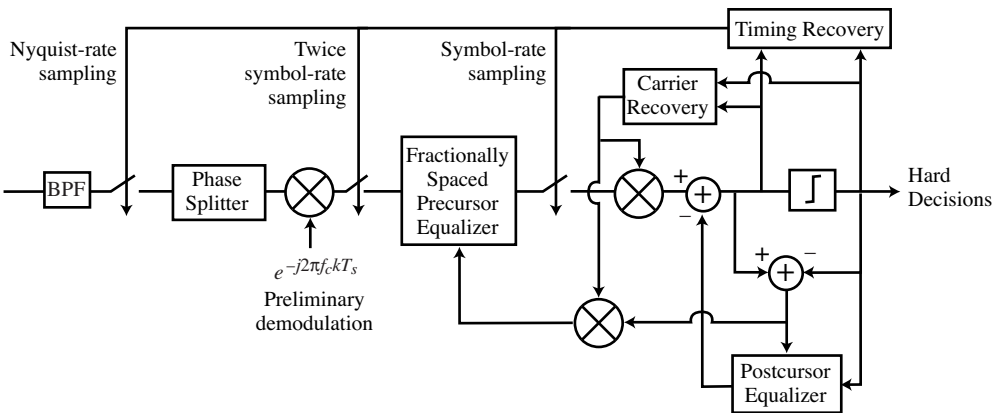 Nyquist-rate
sampling
Twice
symbol-rate
sampling
Symbol-rate
sampling
Timing Recovery
Carrier
Recovery
BPF
Phase
Splitter
Fractionally
Spaced
Precursor
Equalizer
+
+
−
Hard
Decisions
e^{−j2πf_ckT_s}
Preliminary
demodulation
+
−
+
Postcursor
Equalizer